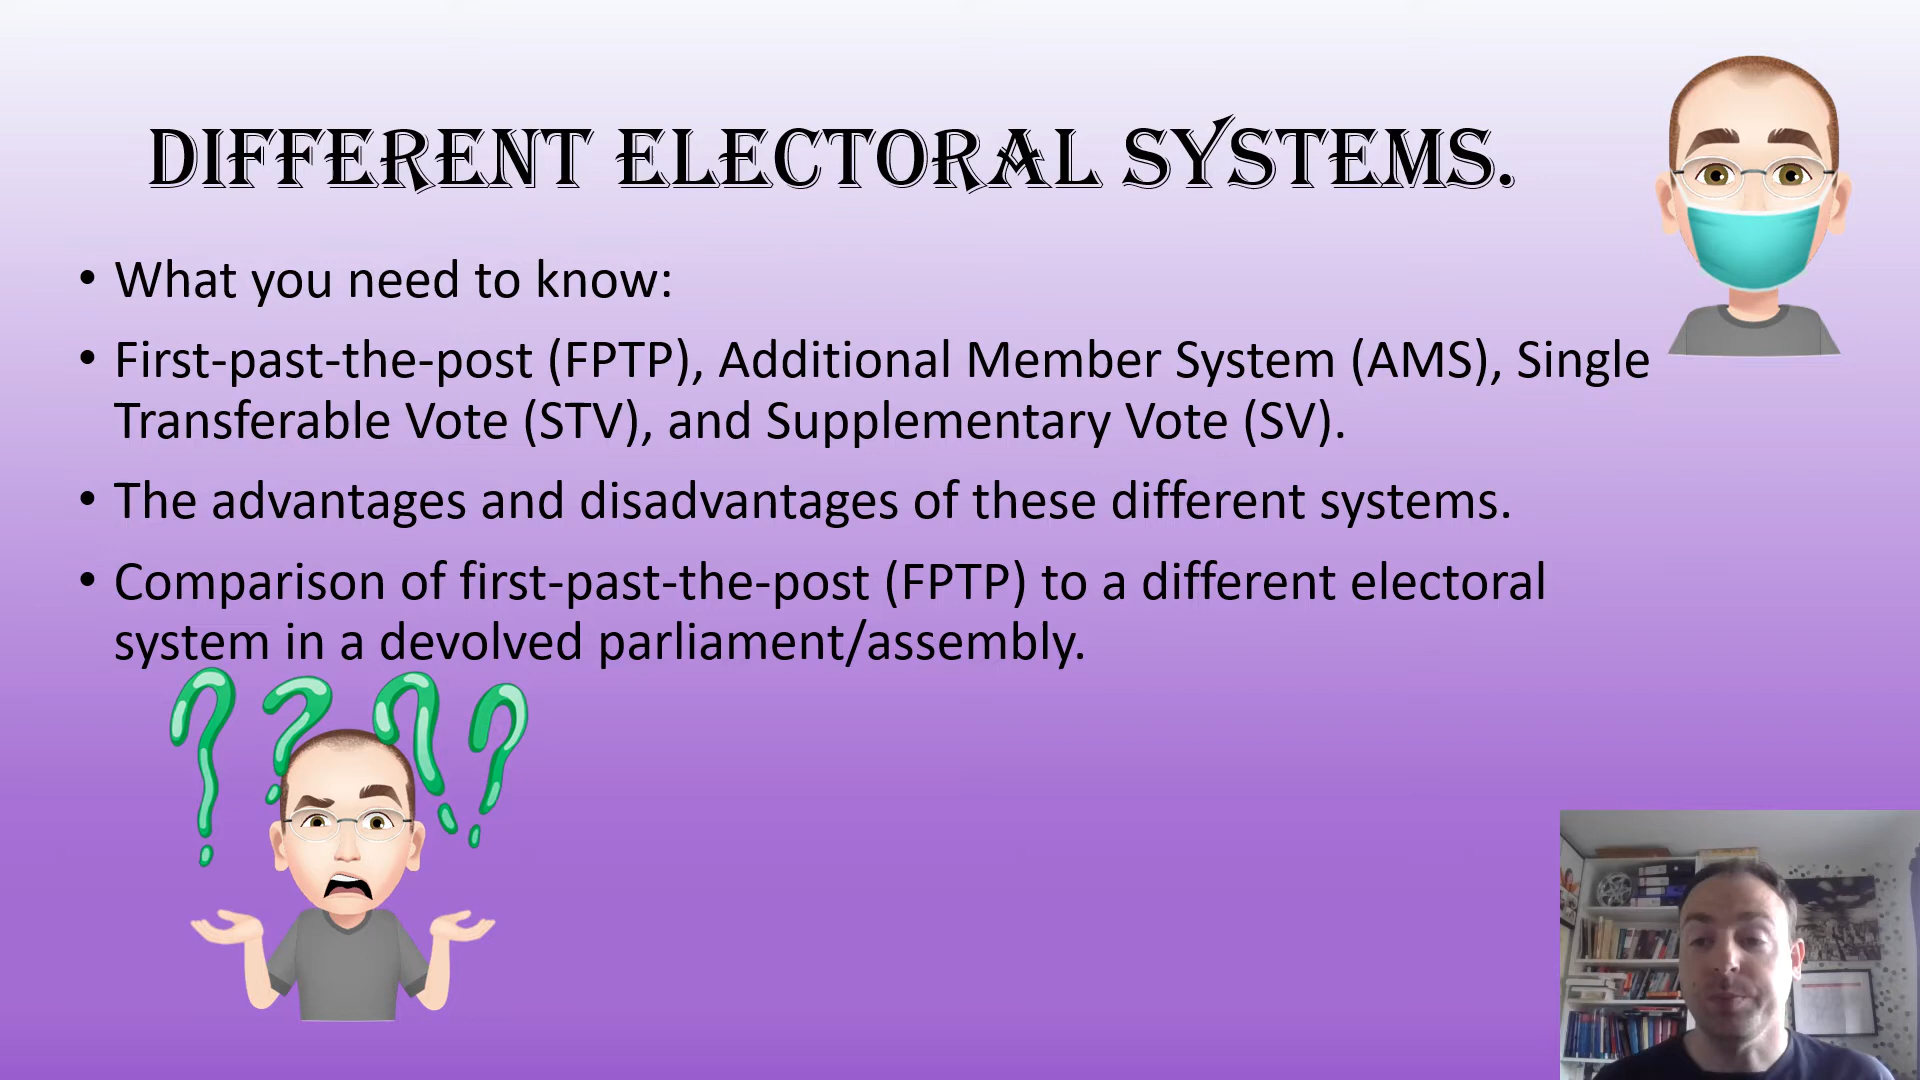 DIFFERENT ELECTORAL SYSTEMS.
• What you need to know:
• First-past-the-post (FPTP), Additional Member System (AMS), Single
Transferable Vote (STV), and Supplementary Vote (SV).
• The advantages and disadvantages of these different systems.
• Comparison of first-past-the-post (FPTP) to a different electoral
system in a devolved parliament/assembly.